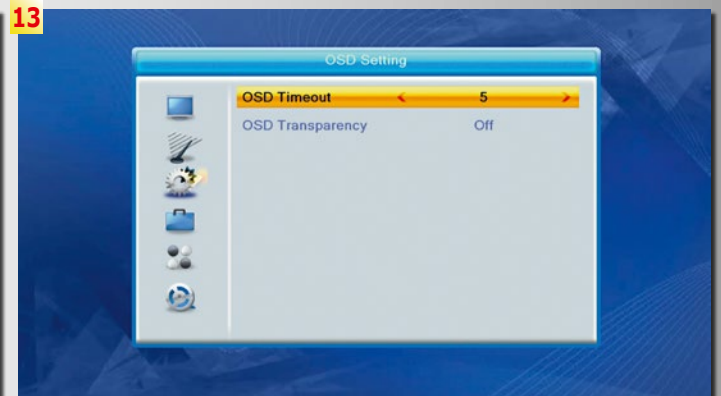 13
OSD Setting
OSD Timeout < 5 >
OSD Transparency Off